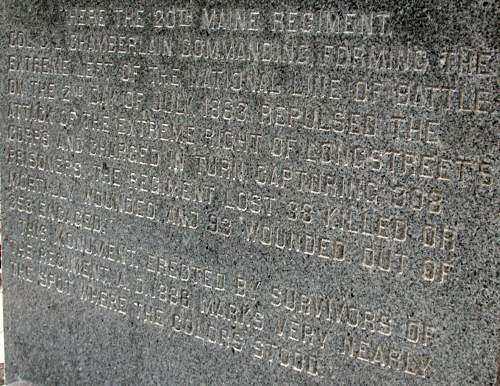 HERE THE 20TH MAINE REGIMENT
COL. J. L. CHAMBERLAIN COMMANDING, FORMING THE
EXTREME LEFT OF THE NATIONAL LINE OF BATTLE
ON THE 2ND DAY OF JULY 1863 REPULSED THE
ATTACK OF THE EXTREME RIGHT OF LONGSTREET'S
CORPS AND CHARGED IN TURN CAPTURING 308
PRISONERS. THE REGIMENT LOST 38 KILLED OR
MORTALLY WOUNDED AND 93 WOUNDED OUT OF
358 ENGAGED.
THIS MONUMENT, ERECTED BY SURVIVORS OF
THE REGIMENT A. D. 1886 MARKS VERY NEARLY
THE SPOT WHERE THE COLORS STOOD.